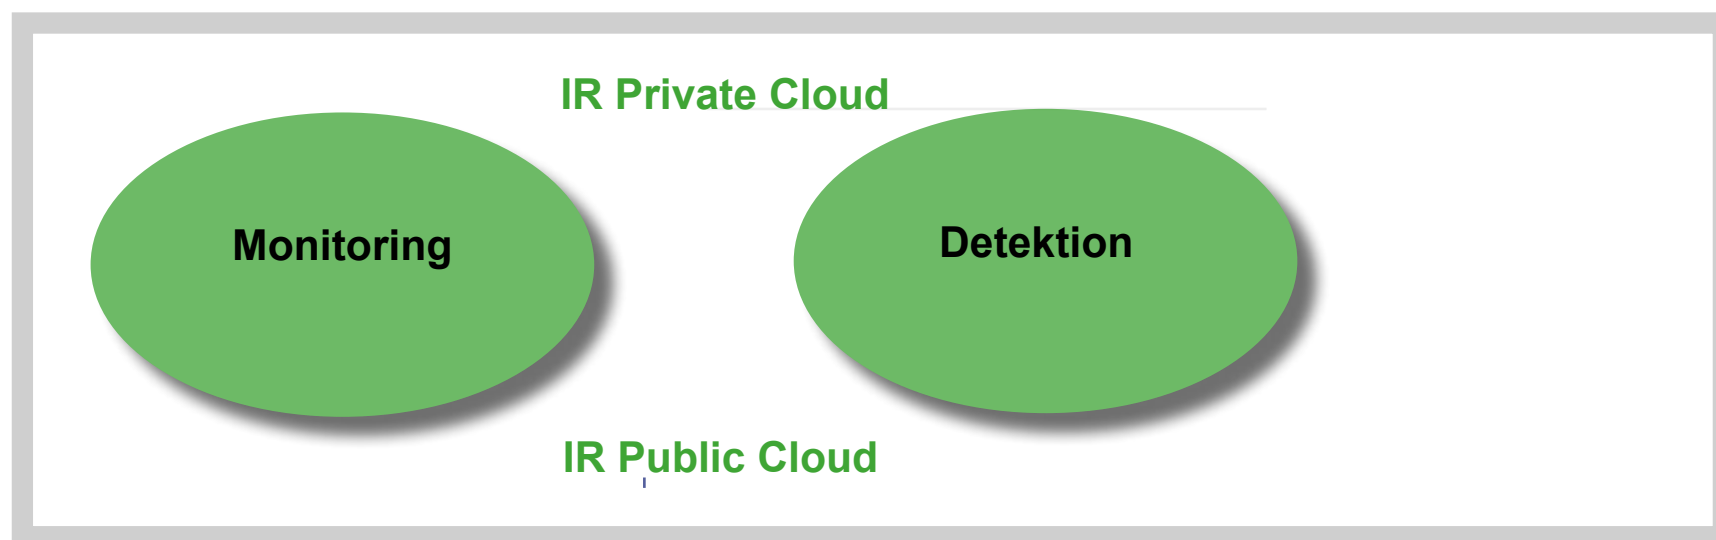 IR Private Cloud
Monitoring
Detektion
IR Public Cloud